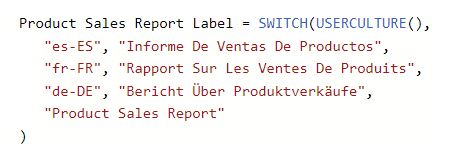 Product Sales Report Label = SWITCH(USERCULTURE(),
"es-ES", "Informe De Ventas De Productos",
"fr-FR", "Rapport Sur Les Ventes De Produits",
"de-DE", "Bericht Über Produktverkäufe",
"Product Sales Report"
)